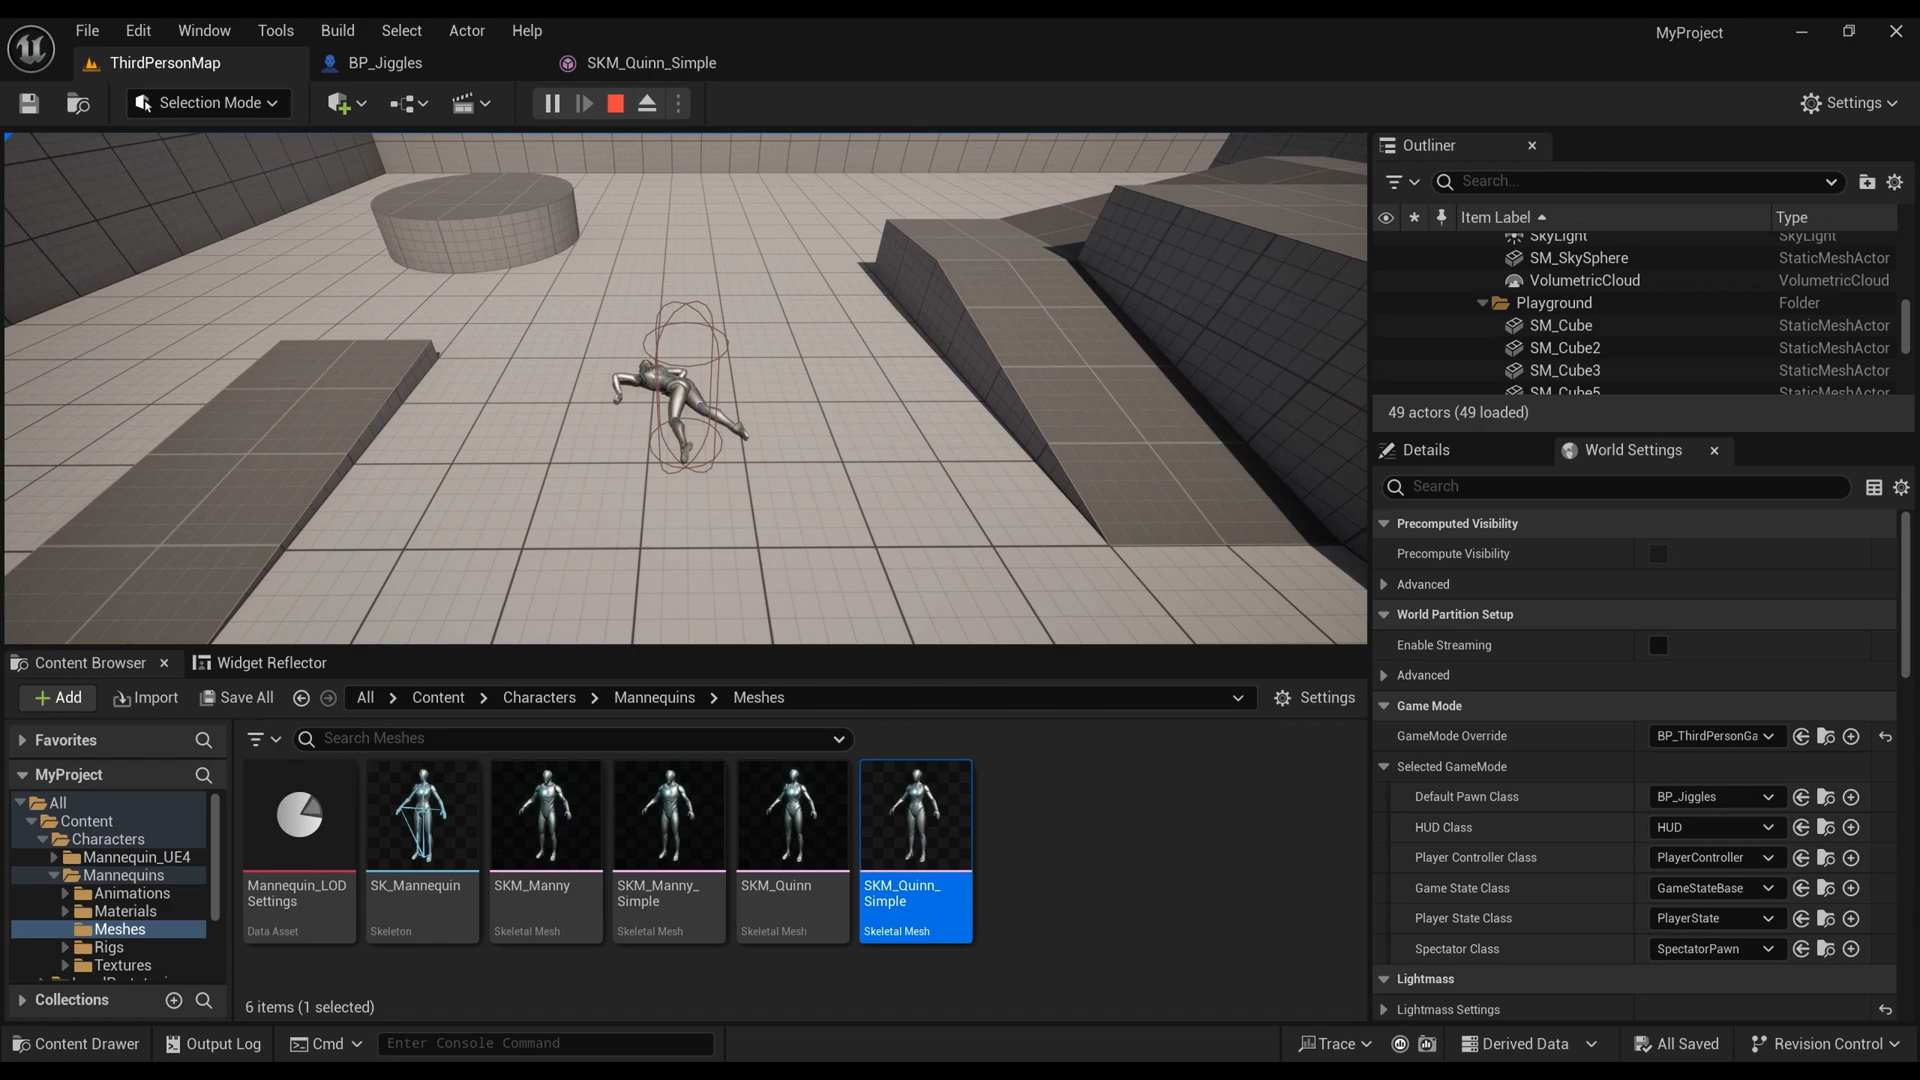 File Edit Window Tools Build Select Actor Help
MyProject
ThirdPersonMap
BP_Jiggles
SKM_Quinn_Simple
Selection Mode
Settings
Outliner
Search...
Item Label
Type
SkyLight SkyLight
SM_SkySphere StaticMeshActor
VolumetricCloud VolumetricCloud
Playground Folder
SM_Cube StaticMeshActor
SM_Cube2 StaticMeshActor
SM_Cube3 StaticMeshActor
SM_Cube5 StaticMeshActor
49 actors (49 loaded)
Details
World Settings
Search
Precomputed Visibility
Precompute Visibility
Advanced
World Partition Setup
Enable Streaming
Advanced
Game Mode
GameMode Override BP_ThirdPersonGa
Selected GameMode
Default Pawn Class BP_Jiggles
HUD Class HUD
Player Controller Class PlayerController
Game State Class GameStateBase
Player State Class PlayerState
Spectator Class SpectatorPawn
Lightmass
Lightmass Settings
Content Browser
Widget Reflector
Add
Import
Save All
All > Content > Characters > Mannequins > Meshes
Settings
Favorites
MyProject
All
Content
Characters
Mannequin_UE4
Mannequins
Animations
Materials
Meshes
Rigs
Textures
Collections
Search Meshes
Mannequin_LOD
Settings
Data Asset
SK_Mannequin
Skeleton
SKM_Manny
Skeletal Mesh
SKM_Manny_
Simple
Skeletal Mesh
SKM_Quinn
Skeletal Mesh
SKM_Quinn_
Simple
Skeletal Mesh
6 items (1 selected)
Content Drawer
Output Log
Cmd
Enter Console Command
Trace
Derived Data
All Saved
Revision Control